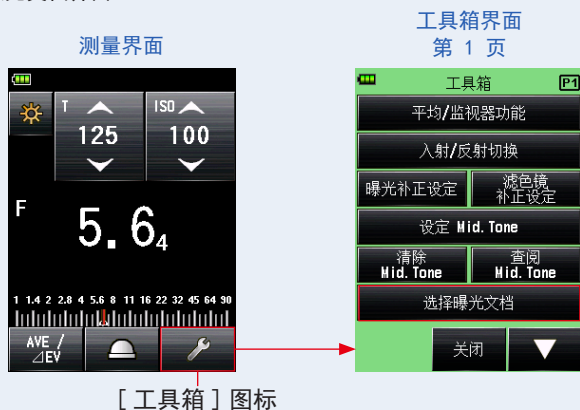 测量界面
工具箱界面
第 1 页
T
125
ISO
100
F
5.6₄
1 1.4 2 2.8 4 5.6 8 11 16 22 32 45 64 90
AVE /
⊿EV
[ 工具箱 ] 图标
工具箱
P1
平均/监视器功能
入射/反射切换
曝光补正设定
滤色镜
补正设定
设定 Mid. Tone
清除
Mid. Tone
查阅
Mid. Tone
选择曝光文档
关闭